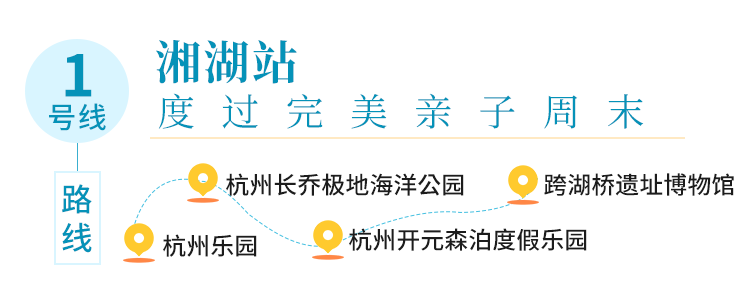 1
号线
湘湖站
度过完美亲子周末
路线
杭州长乔极地海洋公园
跨湖桥遗址博物馆
杭州乐园
杭州开元森泊度假乐园